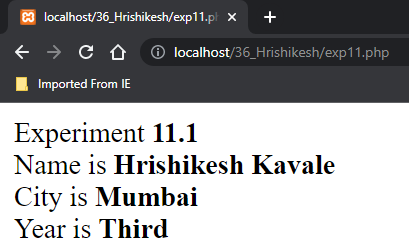 localhost/36_Hrishikesh/exp11.ph
localhost/36_Hrishikesh/exp11.php
Imported From IE
Experiment 11.1
Name is Hrishikesh Kavale
City is Mumbai
Year is Third